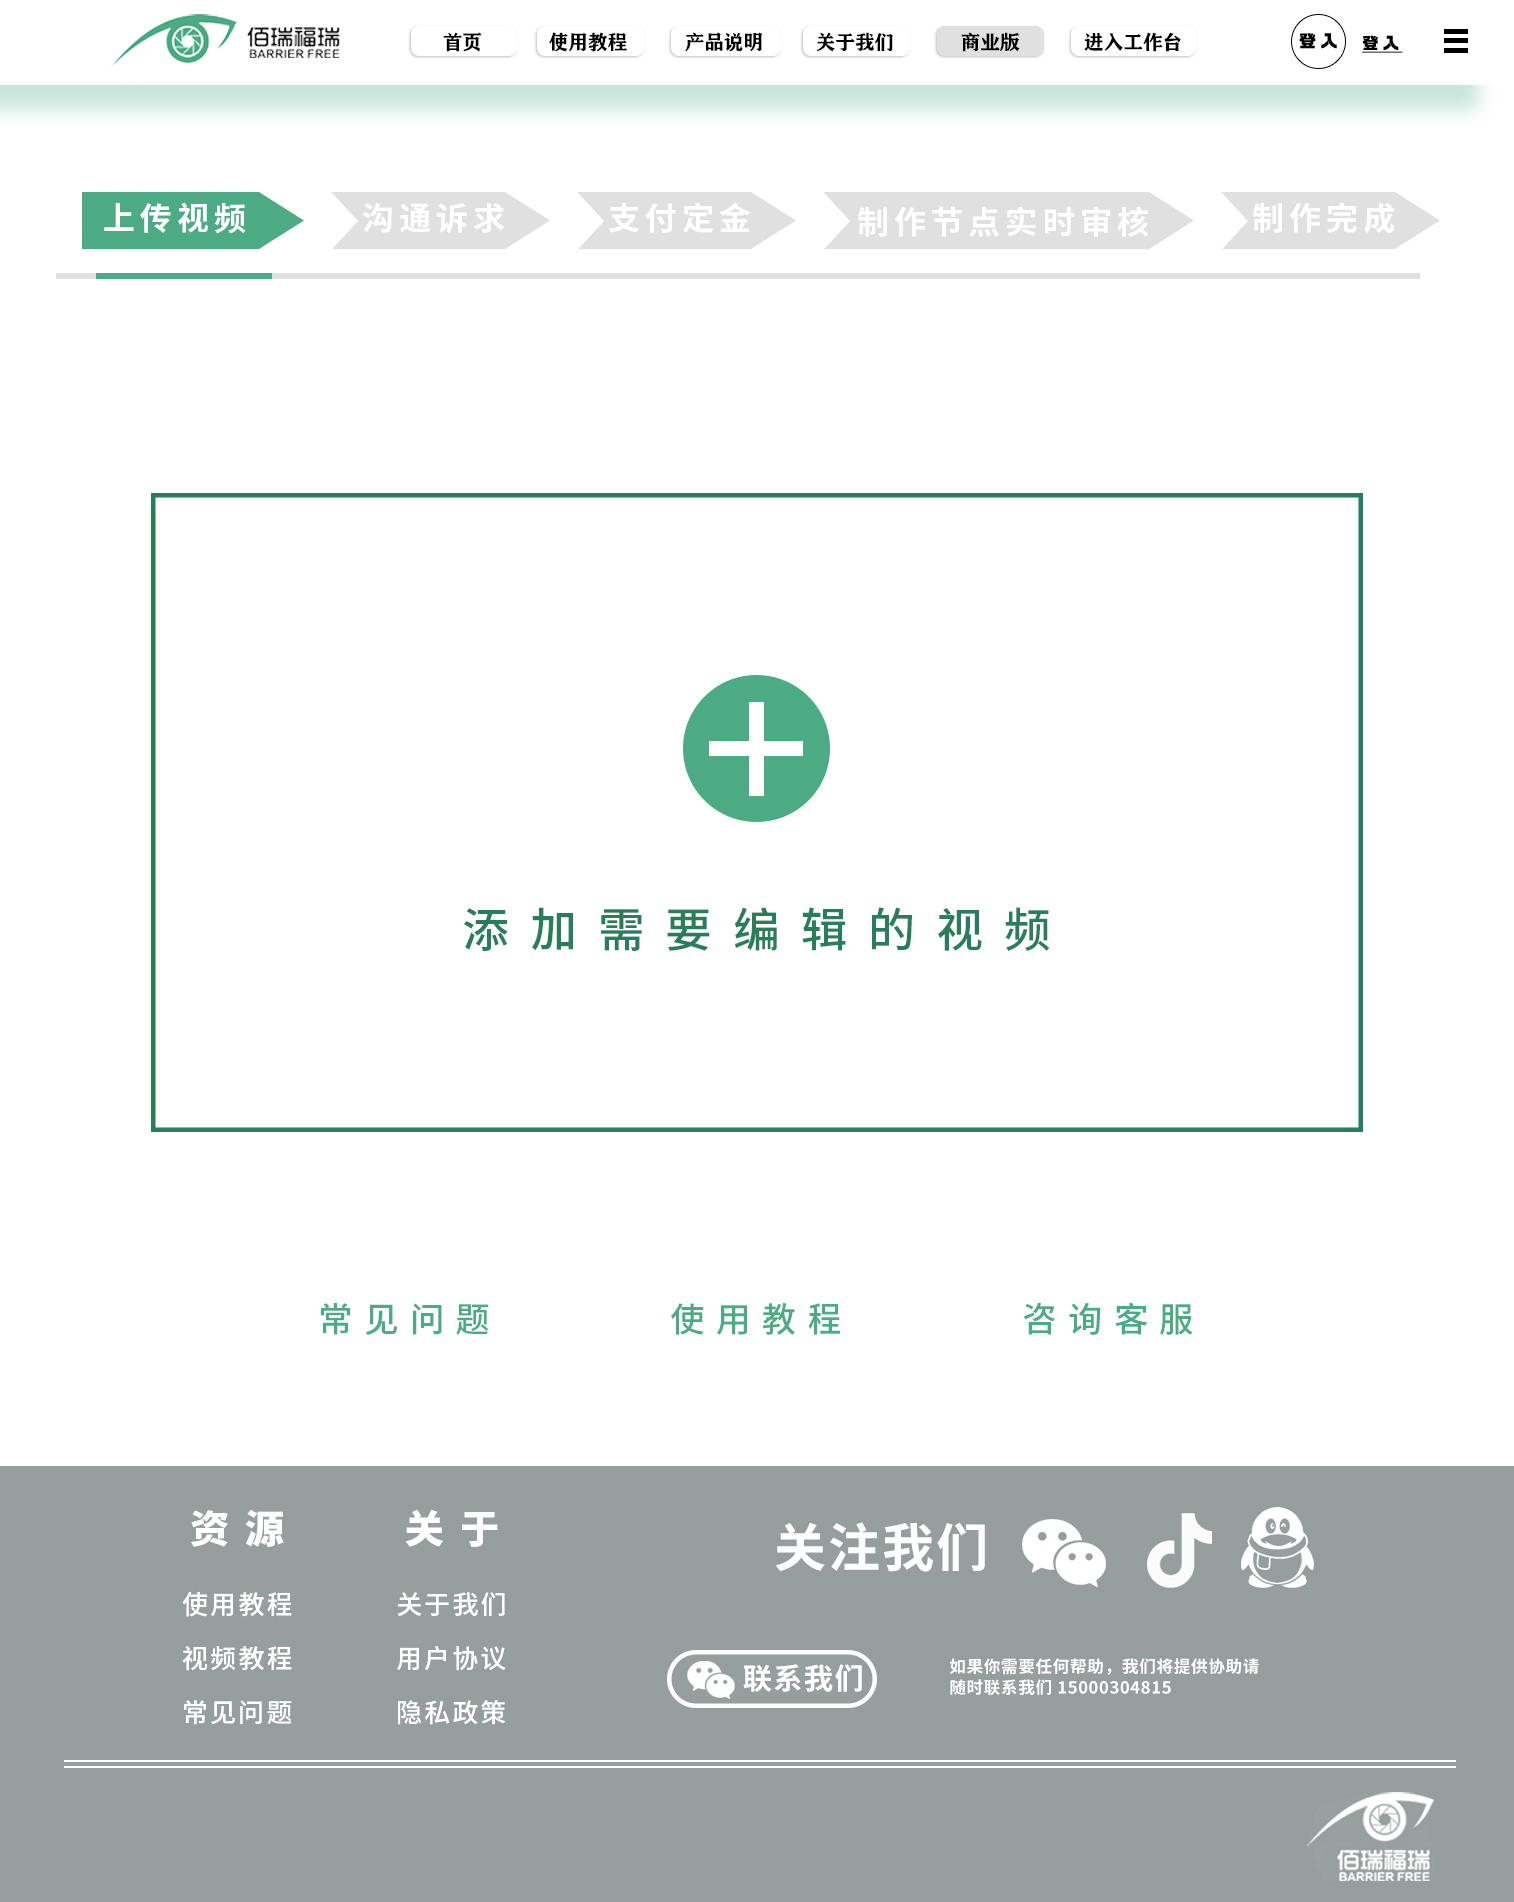 佰瑞福瑞
BARRIER FREE
首页
使用教程
产品说明
关于我们
商业版
进入工作台
登入
登入
上传视频
沟通诉求
支付定金
制作节点实时审核
制作完成
添加需要编辑的视频
常见问题
使用教程
咨询客服
资源
关于
使用教程
关于我们
视频教程
用户协议
常见问题
隐私政策
关注我们
联系我们
如果你需要任何帮助，我们将提供协助请
随时联系我们 15000304815
佰瑞福瑞
BARRIER FREE